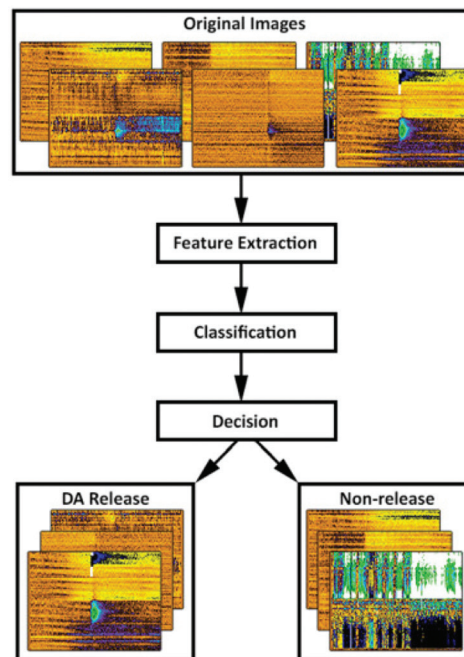 Original Images
Feature Extraction
Classification
Decision
DA Release
Non-release